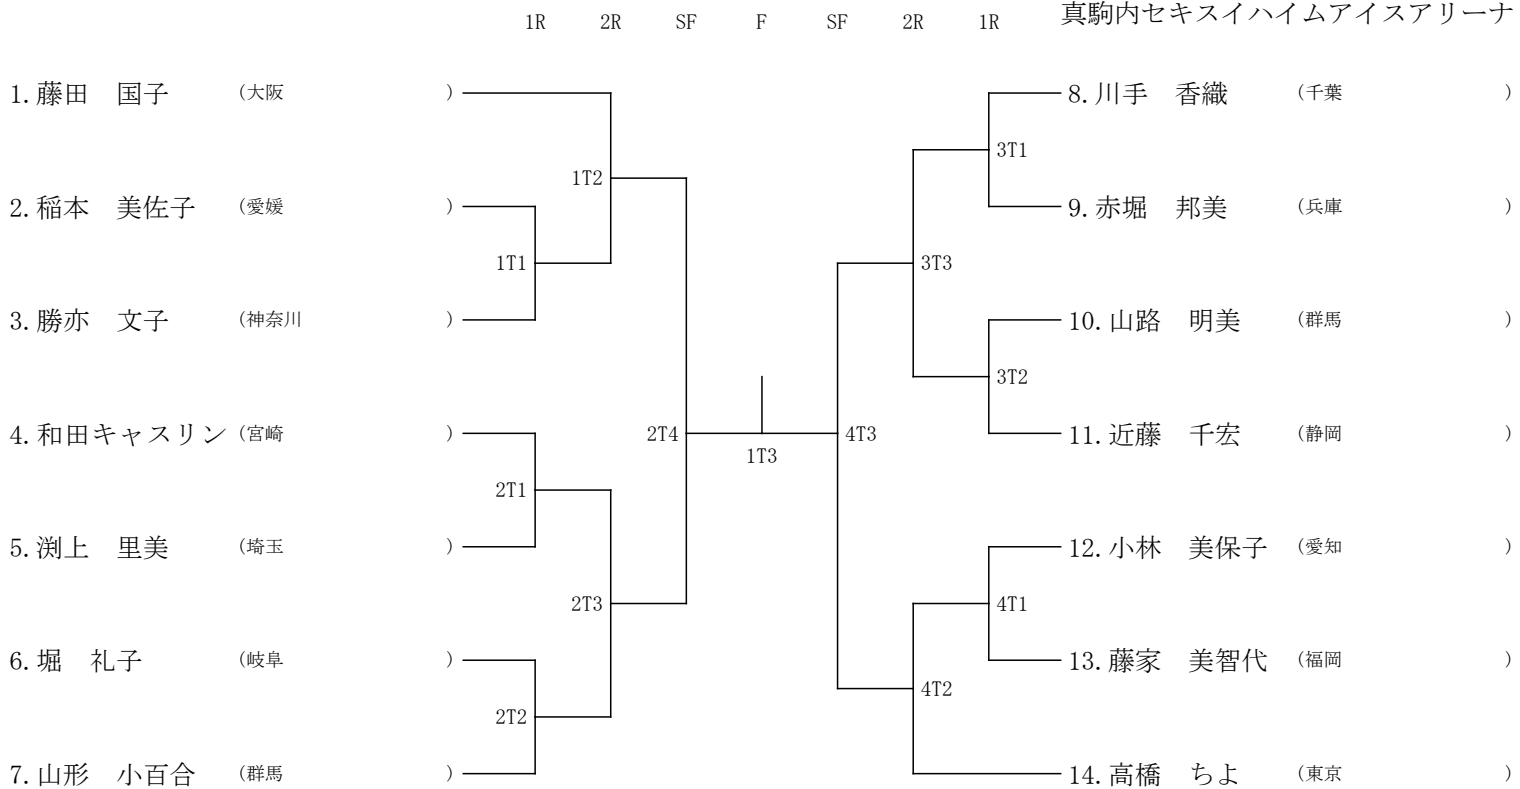 1R 2R SF F SF 2R 1R 真駒内セキスイハイムアイスアリーナ
1.藤田　国子 (大阪 ) 8.川手　香織 (千葉 )
3T1
1T2
2.稲本　美佐子 (愛媛 ) 9.赤堀　邦美 (兵庫 )
1T1 3T3
3.勝亦　文子 (神奈川 ) 10.山路　明美 (群馬 )
3T2
4.和田キャスリン (宮崎 ) 2T4 4T3 11.近藤　千宏 (静岡 )
1T3
2T1
5.渕上　里美 (埼玉 ) 12.小林　美保子 (愛知 )
2T3 4T1
6.堀　礼子 (岐阜 ) 13.藤家　美智代 (福岡 )
4T2
2T2
7.山形　小百合 (群馬 ) 14.高橋　ちよ (東京 )